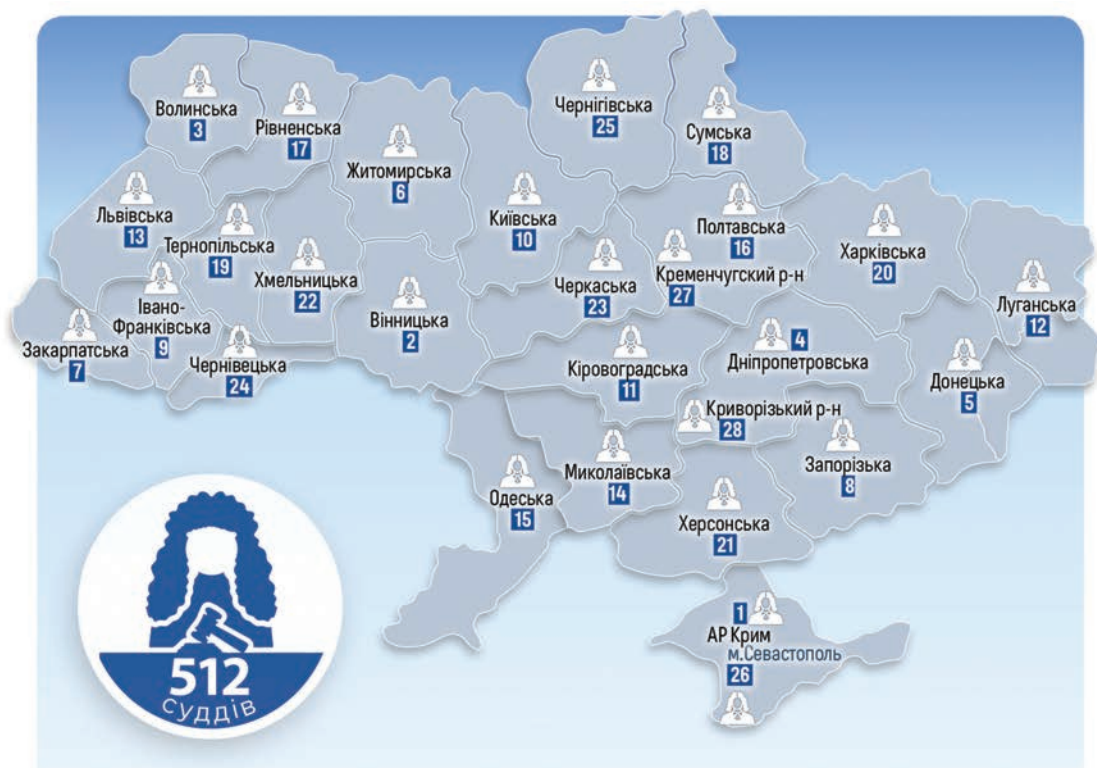 Волинська
3
Рівненська
17
Житомирська
6
Чернігівська
25
Сумська
18
Львівська
13
Тернопільська
19
Хмельницька
22
Київська
10
Полтавська
16
Кременчугский р-н
27
Черкаська
23
Харківська
20
Луганська
12
Закарпатська
7
Івано-
Франківська
9
Чернівецька
24
Вінницька
2
Кіровоградська
11
4
Дніпропетровська
Донецька
5
Криворізький р-н
28
Запорізька
8
Одеська
15
Миколаївська
14
Херсонська
21
1
АР Крим
м.Севастополь
26
512
суддів